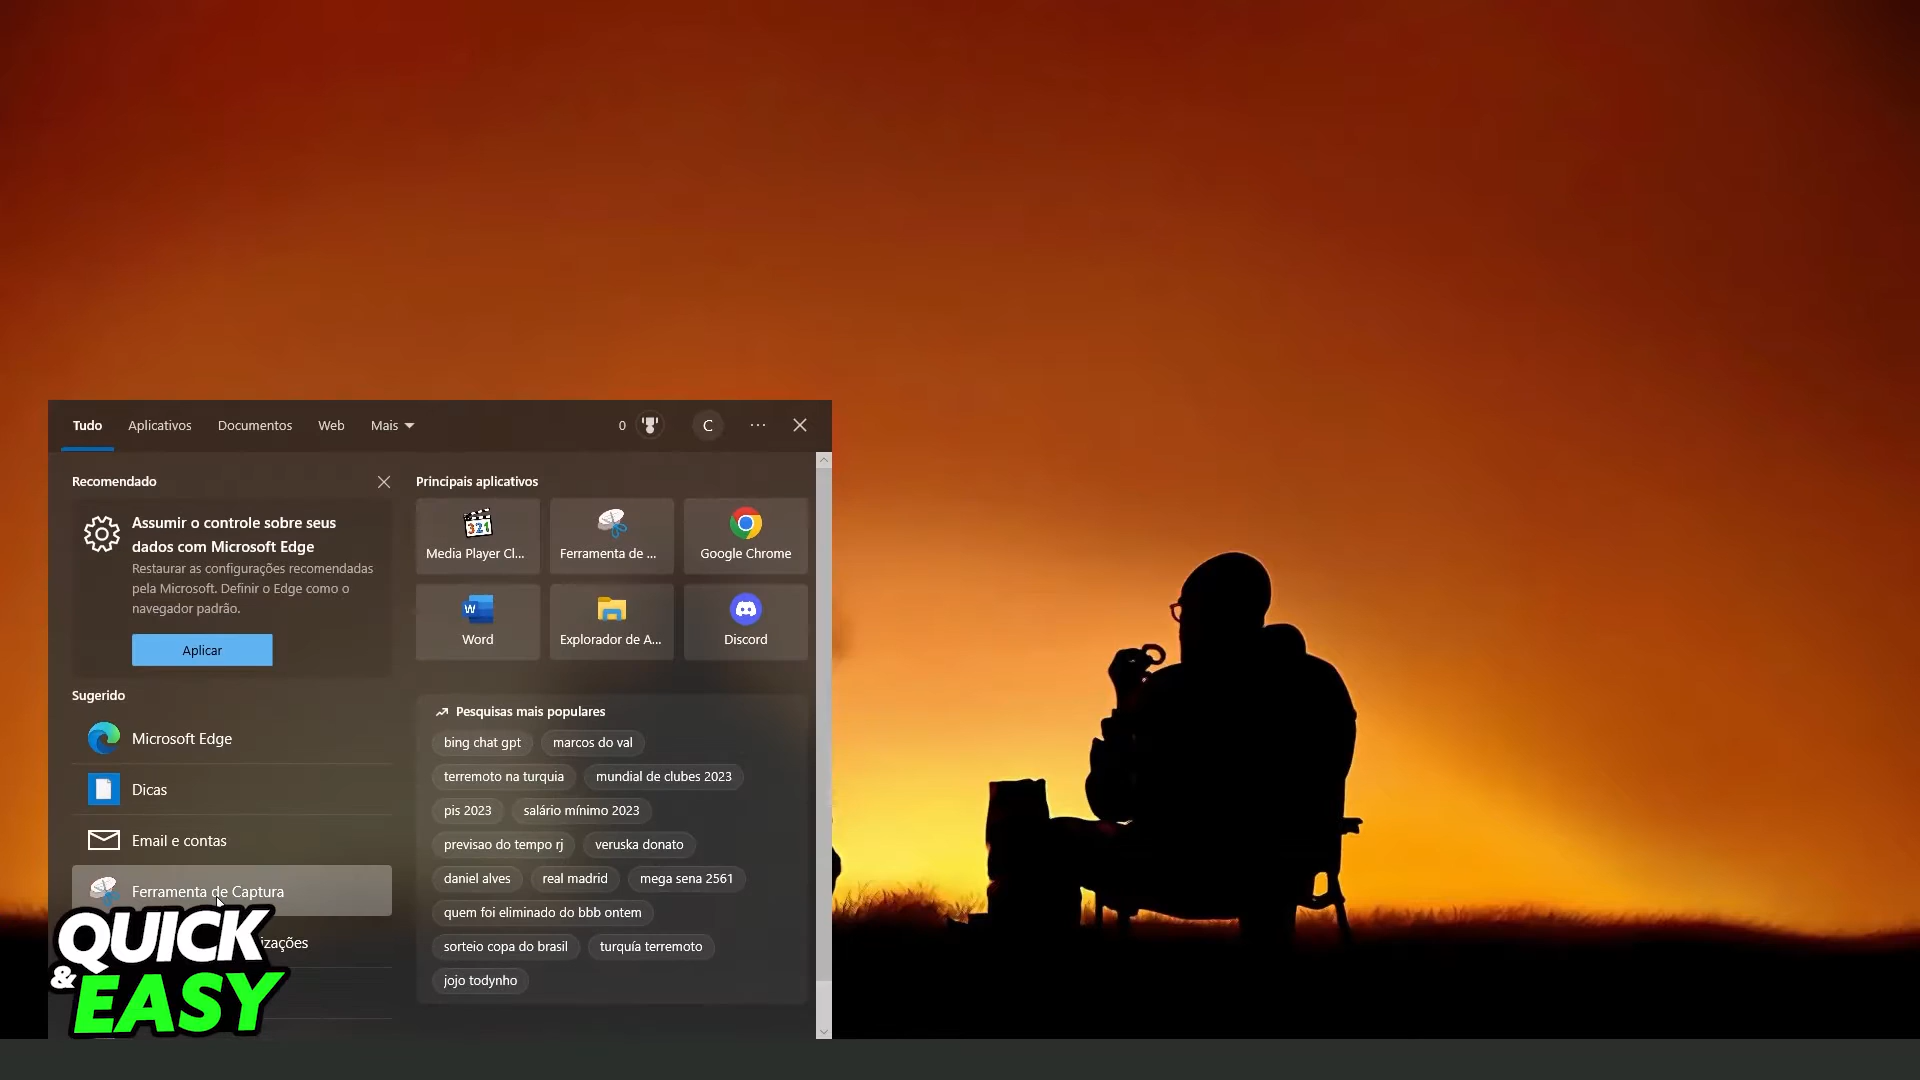 Tudo
Aplicativos
Documentos
Web
Mais
0
C
Recomendado
Assumir o controle sobre seus
dados com Microsoft Edge
Restaurar as configurações recomendadas
pela Microsoft. Definir o Edge como o
navegador padrão.
Aplicar
Sugerido
Microsoft Edge
Dicas
Email e contas
Ferramenta de Captura
izações
QUICK
& EASY
Principais aplicativos
321
Media Player Cl...
Ferramenta de ...
Google Chrome
W
Word
Explorador de A...
Discord
Pesquisas mais populares
bing chat gpt
marcos do val
terremoto na turquia
mundial de clubes 2023
pis 2023
salário mínimo 2023
previsao do tempo rj
veruska donato
daniel alves
real madrid
mega sena 2561
quem foi eliminado do bbb ontem
sorteio copa do brasil
turquía terremoto
jojo todynho